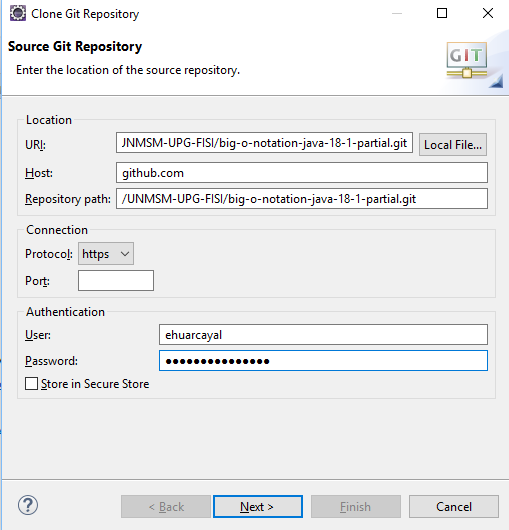 Clone Git Repository
Source Git Repository
Enter the location of the source repository.
GIT
Location
URI: JNMSM-UPG-FISI/big-o-notation-java-18-1-partial.git Local File...
Host: github.com
Repository path: /UNMSM-UPG-FISI/big-o-notation-java-18-1-partial.git
Connection
Protocol: https
Port:
Authentication
User: ehuarcayal
Password: ●●●●●●●●●●●●●●●
Store in Secure Store
? < Back Next > Finish Cancel